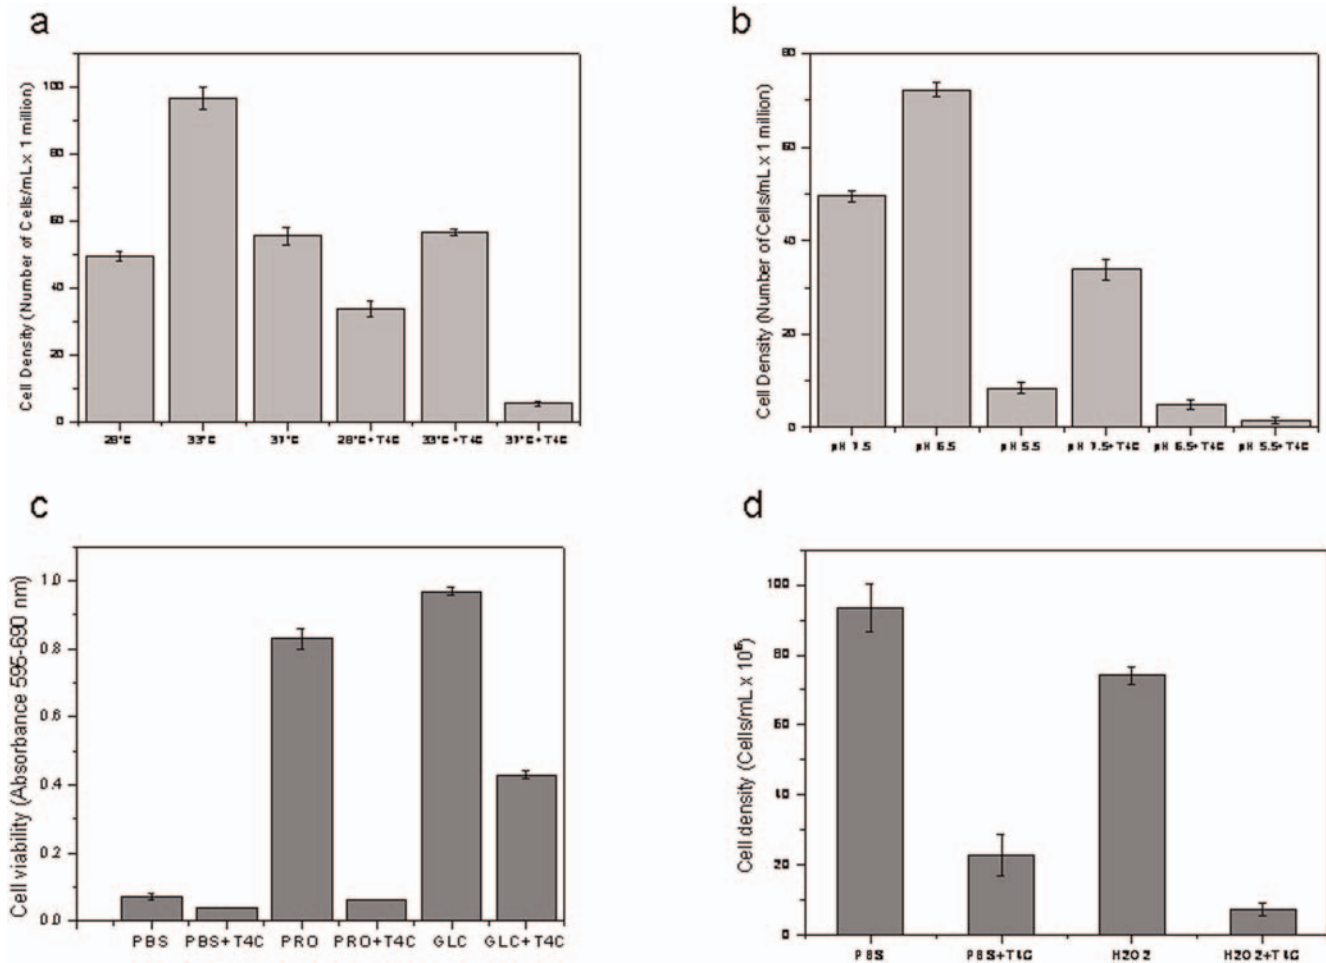 a
Cell Density (Number of Cells/mL x 1 million)
100
80
60
40
20
0
28°C 33°C 37°C 28°C+T4C 33°C+T4C 37°C+T4C
b
Cell Density (Number of Cells/mL x 1 million)
80
60
40
20
0
pH 7.5 pH 6.5 pH 5.5 pH 7.5+T4C pH 6.5+T4C pH 5.5+T4C
c
Cell viability (Absorbance 595-690 nm)
1.0
0.8
0.6
0.4
0.2
0.0
PBS PBS+T4C PRO PRO+T4C GLC GLC+T4C
d
Cell density (Cells/mL x 10⁶)
100
80
60
40
20
0
PBS PBS+T4C H2O2 H2O2+T4C